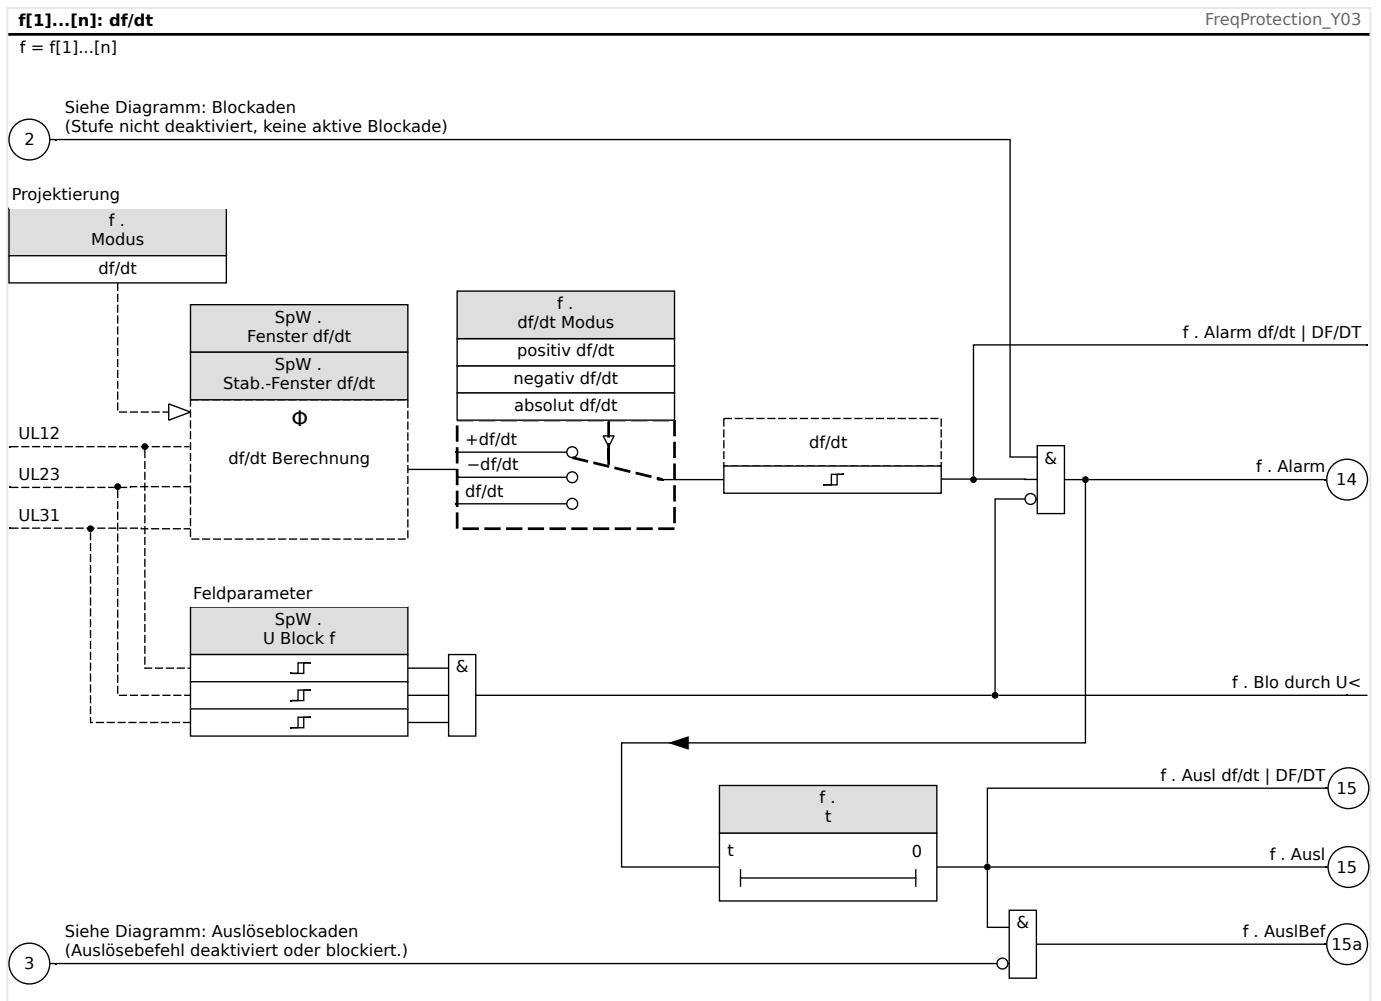 f[1]...[n]: df/dt
FreqProtection_Y03
f = f[1]...[n]
Siehe Diagramm: Blockaden
(Stufe nicht deaktiviert, keine aktive Blockade)
2
Projektierung
f .
Modus
df/dt
SpW .
Fenster df/dt
SpW .
Stab.-Fenster df/dt
Φ
df/dt Berechnung
UL12
UL23
UL31
f .
df/dt Modus
positiv df/dt
negativ df/dt
absolut df/dt
+df/dt
−df/dt
df/dt
df/dt
f . Alarm df/dt | DF/DT
&
f . Alarm
14
Feldparameter
SpW .
U Block f
&
f . Blo durch U<
f .
t
t 0
f . Ausl df/dt | DF/DT
15
f . Ausl
15
&
f . AuslBef
15a
Siehe Diagramm: Auslöseblockaden
(Auslösebefehl deaktiviert oder blockiert.)
3